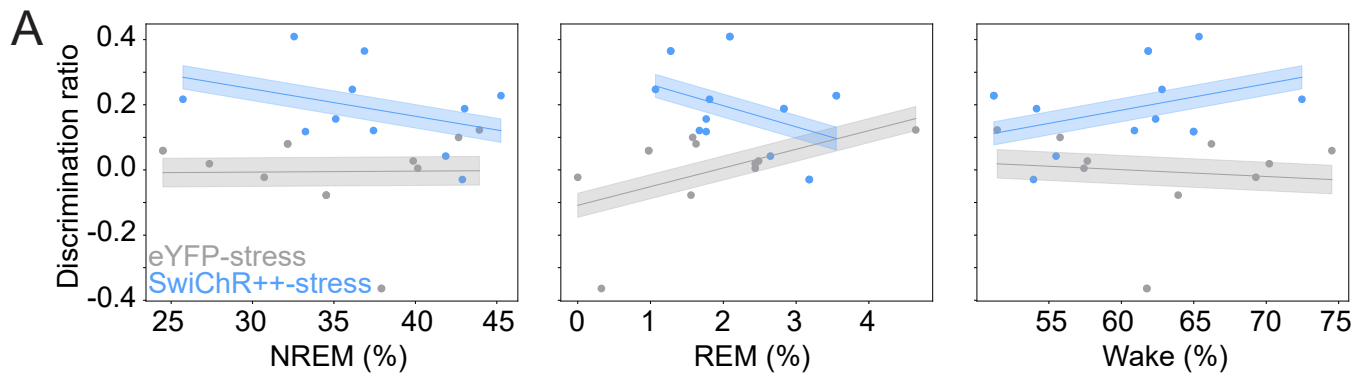 A
Discrimination ratio
0.4
0.2
0.0
-0.2
-0.4
eYFP-stress
SwiChR++-stress
25 30 35 40 45
NREM (%)
0 1 2 3 4
REM (%)
55 60 65 70 75
Wake (%)